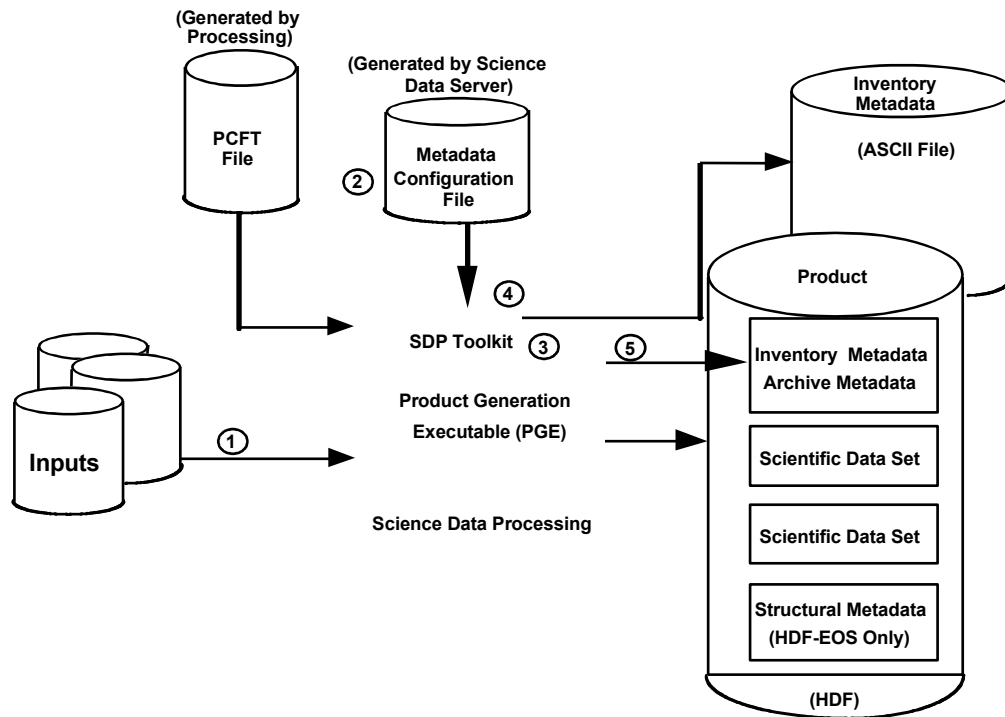 (Generated by
Processing)
PCFT
File
(Generated by Science
Data Server)
Metadata
Configuration
File
2
Inventory
Metadata
(ASCII File)
4
SDP Toolkit
3
5
Product
Inventory Metadata
Archive Metadata
Inputs
1
Product Generation
Executable (PGE)
Scientific Data Set
Science Data Processing
Scientific Data Set
Structural Metadata
(HDF-EOS Only)
(HDF)